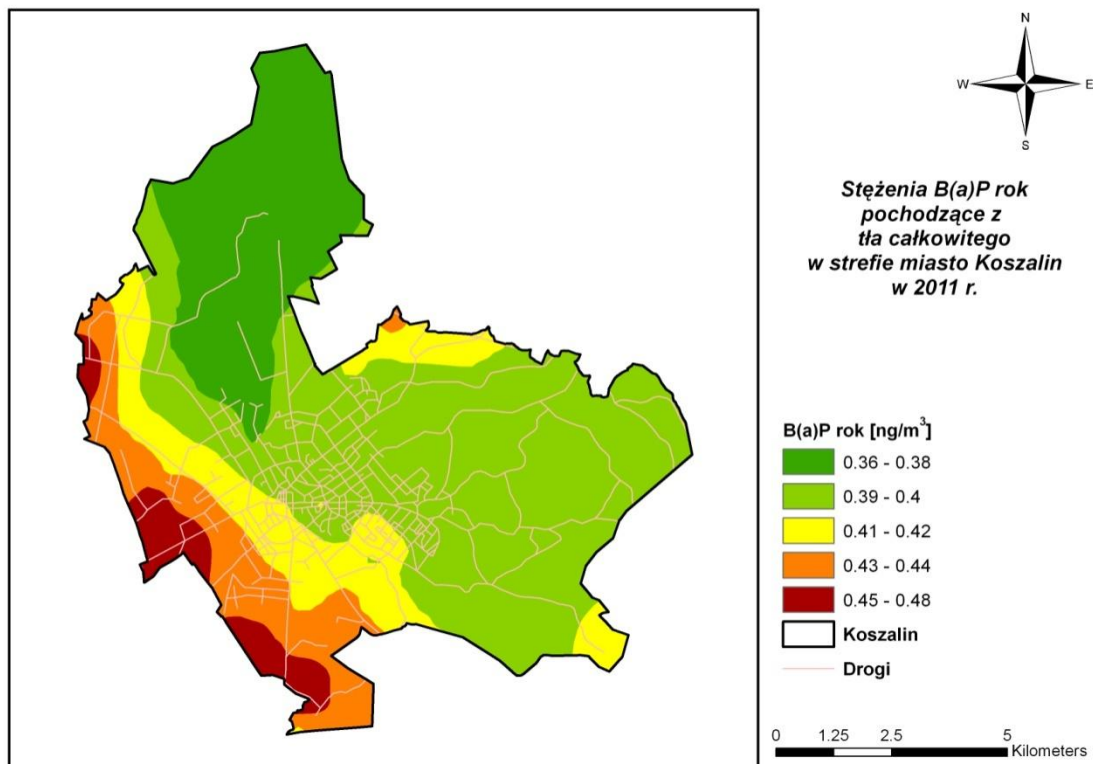 N
W
E
S
Stężenia B(a)P rok
pochodzące z
tła całkowitego
w strefie miasto Koszalin
w 2011 r.
B(a)P rok [ng/m³]
0.36 - 0.38
0.39 - 0.4
0.41 - 0.42
0.43 - 0.44
0.45 - 0.48
Koszalin
Drogi
0 1.25 2.5 5
Kilometers